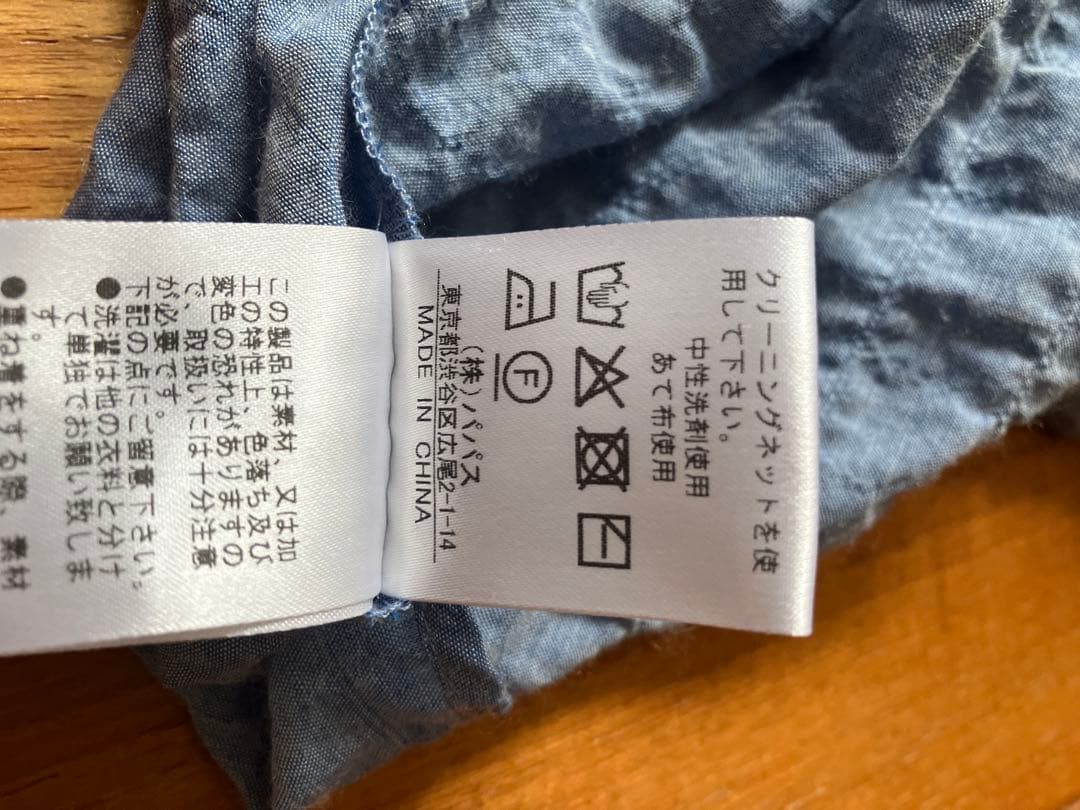 クリーニングネットを使
用して下さい。
中性洗剤使用
あて布使用
F
(株)パパス
東京都渋谷区広尾2-1-14
MADE IN CHINA
この製品は素材、又は加
工の特性上、色落ち及び
変色の恐れがありますの
で、取扱いには十分注意
が必要です。
下記の点にご留意下さい。
●洗濯は他の衣料と分け
て単独でお願い致しま
す。
●重ね着をする際、素材